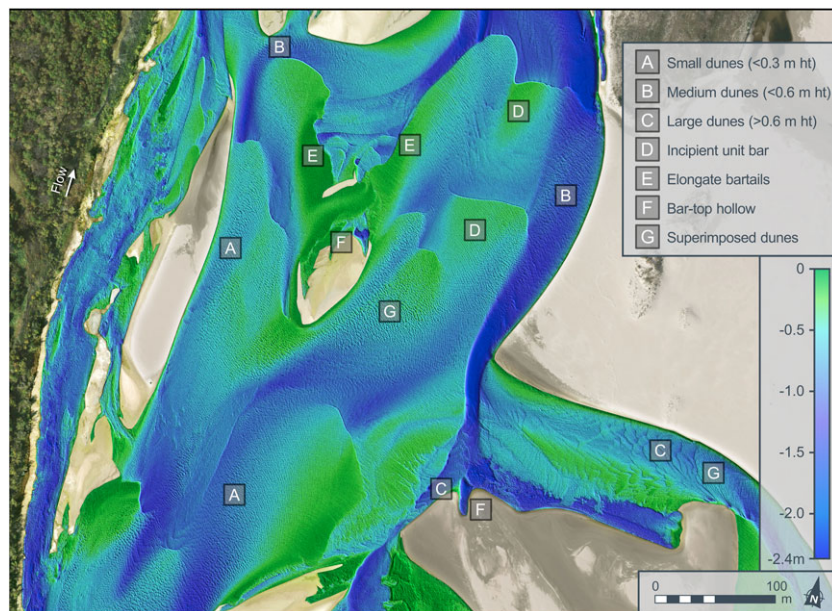 B
D
E
E
B
A
F
D
G
A
C
F
C
G
Flow
A Small dunes (<0.3 m ht)
B Medium dunes (<0.6 m ht)
C Large dunes (>0.6 m ht)
D Incipient unit bar
E Elongate bartails
F Bar-top hollow
G Superimposed dunes
0
-0.5
-1.0
-1.5
-2.0
-2.4m
0 100
m
N